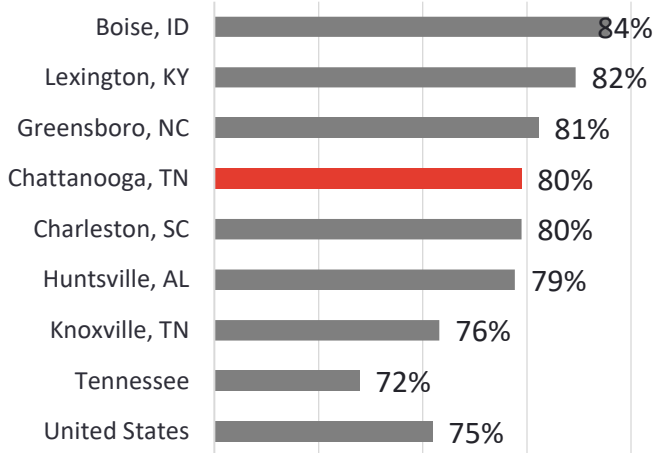 Boise, ID 84%
Lexington, KY 82%
Greensboro, NC 81%
Chattanooga, TN 80%
Charleston, SC 80%
Huntsville, AL 79%
Knoxville, TN 76%
Tennessee 72%
United States 75%